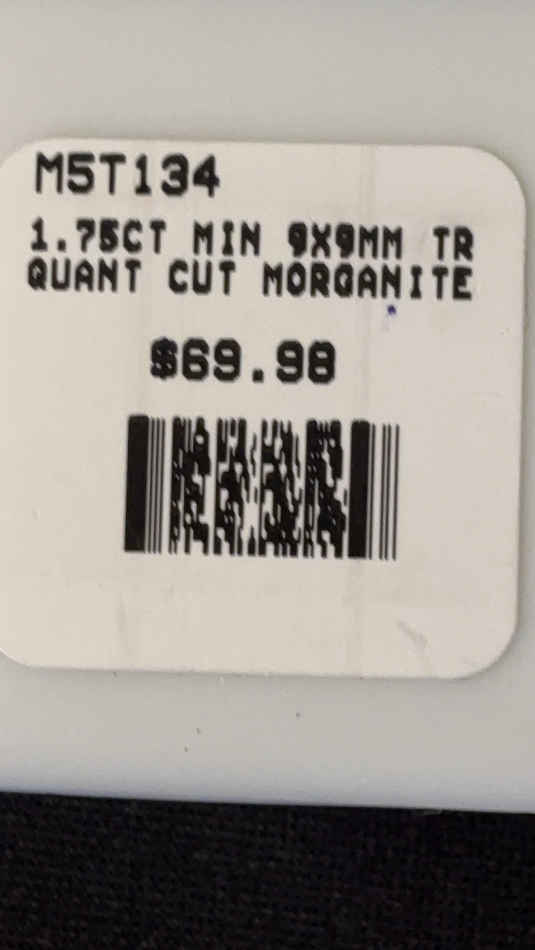 M5T134
1.75CT MIN 9X9MM TR
QUANT CUT MORGANITE
$69.98